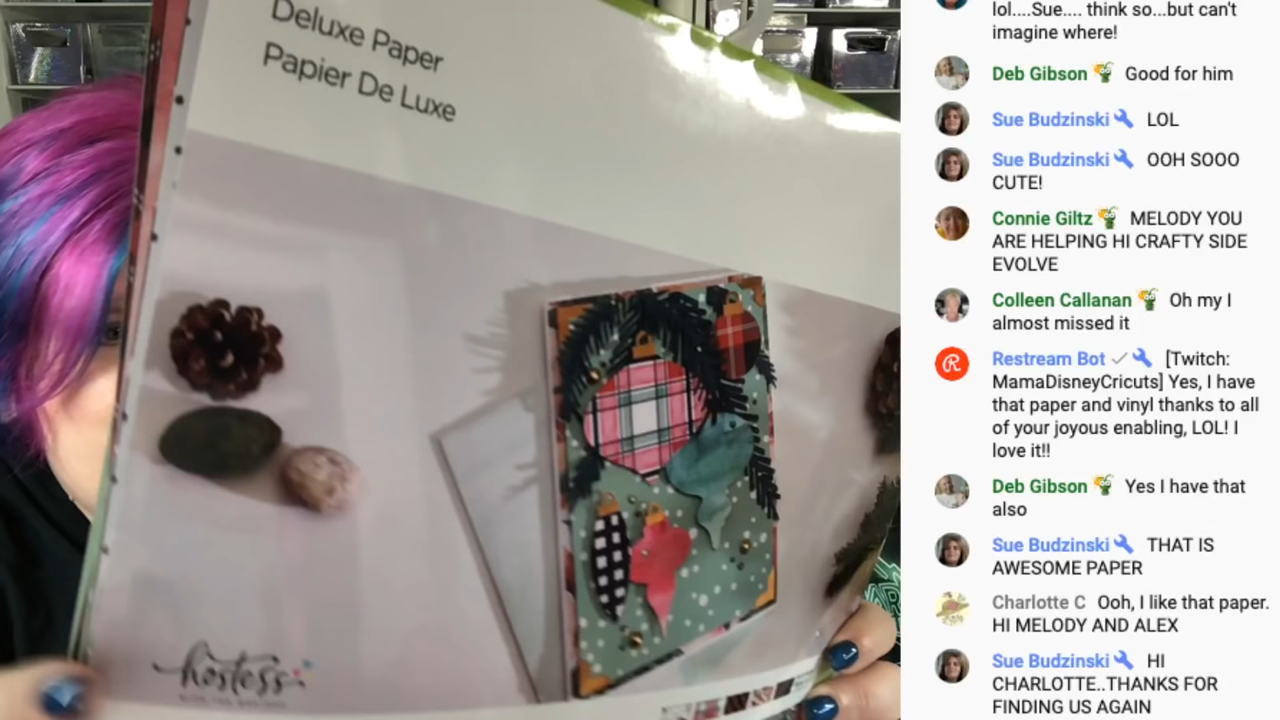 Deluxe Paper
Papier De Luxe
hostess
lol....Sue.... think so...but can't
imagine where!
Deb Gibson Good for him
Sue Budzinski LOL
Sue Budzinski OOH SOOO
CUTE!
Connie Giltz MELODY YOU
ARE HELPING HI CRAFTY SIDE
EVOLVE
Colleen Callanan Oh my I
almost missed it
Restream Bot [Twitch:
MamaDisneyCricuts] Yes, I have
that paper and vinyl thanks to all
of your joyous enabling, LOL! I
love it!!
Deb Gibson Yes I have that
also
Sue Budzinski THAT IS
AWESOME PAPER
Charlotte C Ooh, I like that paper.
HI MELODY AND ALEX
Sue Budzinski HI
CHARLOTTE..THANKS FOR
FINDING US AGAIN